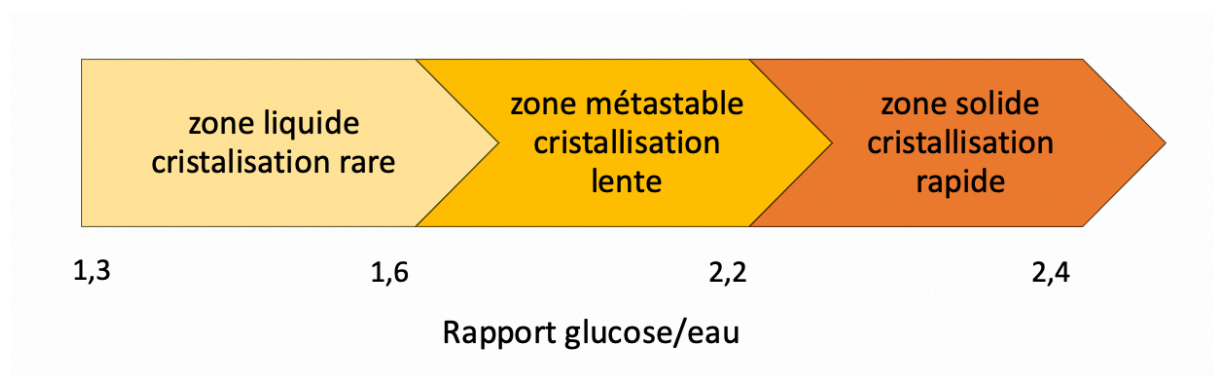 zone liquide
cristalisation rare
zone métastable
cristallisation
lente
zone solide
cristallisation
rapide
1,3
1,6
2,2
2,4
Rapport glucose/eau